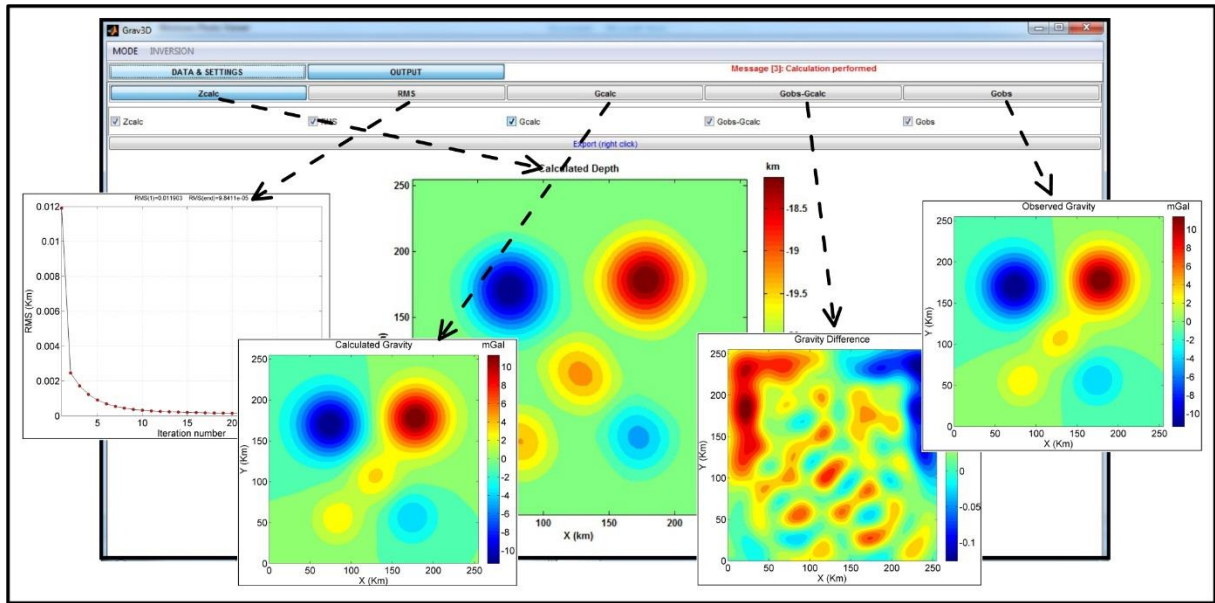 Grav3D
MODE INVERSION
DATA & SETTINGS OUTPUT Message [3]: Calculation performed
Zcalc RMS Gcalc Gobs-Gcalc Gobs
Zcalc RMS Gcalc Gobs-Gcalc Gobs
Export (right click)
Calculated Depth
km
250
200
150
-18.5
-19
-19.5
100 150 200
X (km)
RMS(1)=0.011903 RMS(end)=9.8411e-05
0.012
0.01
0.008
0.006
0.004
0.002
0
RMS (Km)
5 10 15 20
Iteration number
Calculated Gravity mGal
250
200
150
100
50
0
Y (Km)
0 50 100 150 200 250
X (Km)
10
8
6
4
2
0
-2
-4
-6
-8
-10
Gravity Difference
250
200
150
100
50
0
Y (Km)
0 50 100 150 200 250
X (Km)
0
-0.05
-0.1
Observed Gravity mGal
250
200
150
100
50
0
Y (Km)
0 50 100 150 200 250
X (Km)
10
8
6
4
2
0
-2
-4
-6
-8
-10